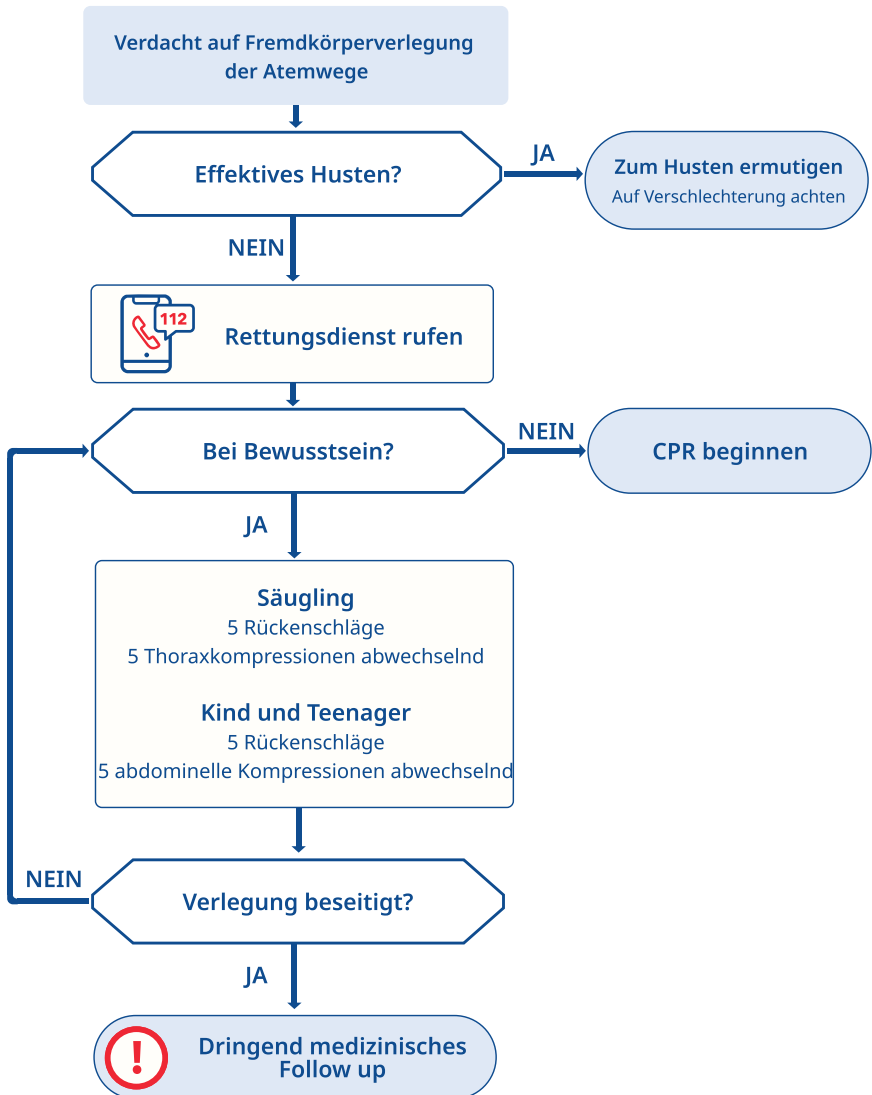 Verdacht auf Fremdkörperverlegung
der Atemwege
Effektives Husten?
JA
Zum Husten ermutigen
Auf Verschlechterung achten
NEIN
112
Rettungsdienst rufen
Bei Bewusstsein?
NEIN
CPR beginnen
JA
Säugling
5 Rückenschläge
5 Thoraxkompressionen abwechselnd
Kind und Teenager
5 Rückenschläge
5 abdominelle Kompressionen abwechselnd
NEIN
Verlegung beseitigt?
JA
!
Dringend medizinisches
Follow up